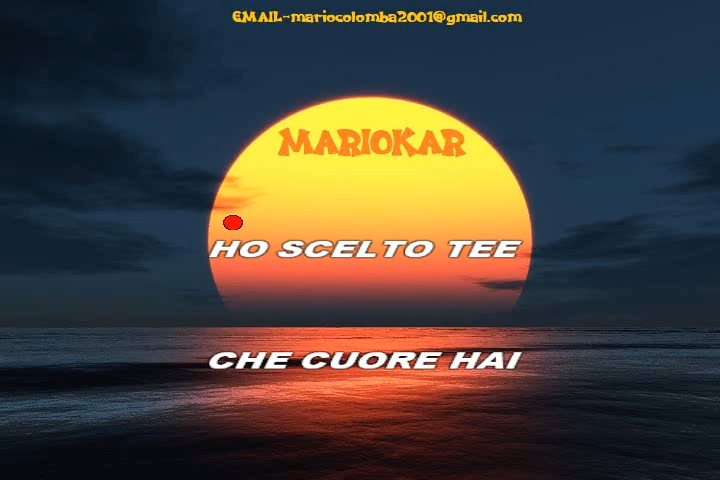 EMAIL-mariocolomba2001@gmail.com
MARIOKAR
HO SCELTO TEE
CHE CUORE HAI